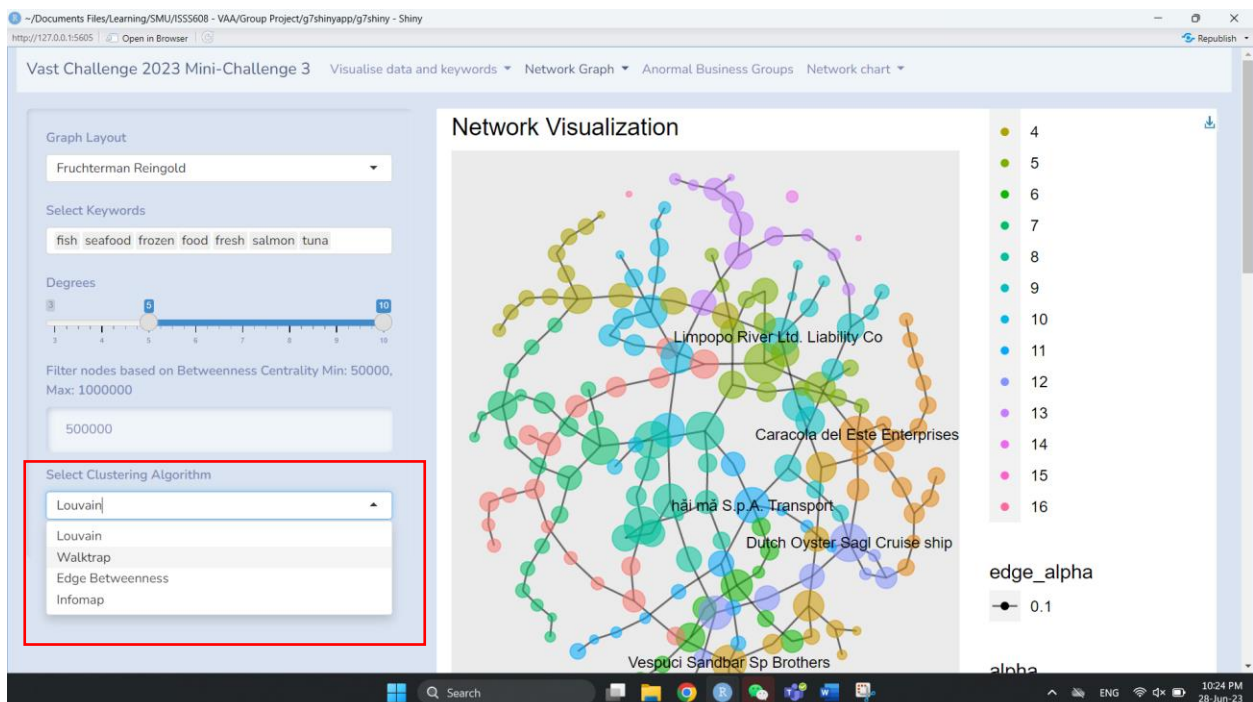 ~/Documents Files/Learning/SMU/ISSS608 - VAA/Group Project/g7shinyapp/g7shiny - Shiny
http://127.0.0.1:5605 Open in Browser Republish
Vast Challenge 2023 Mini-Challenge 3 Visualise data and keywords Network Graph Anormal Business Groups Network chart
Graph Layout
Fruchterman Reingold
Select Keywords
fish seafood frozen food fresh salmon tuna
Degrees
3 5 10
3 4 5 6 7 8 9 10
Filter nodes based on Betweenness Centrality Min: 50000,
Max: 1000000
500000
Select Clustering Algorithm
Louvain
Louvain
Walktrap
Edge Betweenness
Infomap
Network Visualization
Limpopo River Ltd. Liability Co
Caracola del Este Enterprises
hǎi mǎ S.p.A. Transport
Dutch Oyster Sagl Cruise ship
Vespuci Sandbar Sp Brothers
4
5
6
7
8
9
10
11
12
13
14
15
16
edge_alpha
0.1
alpha
Search
ENG
10:24 PM
28-Jun-23